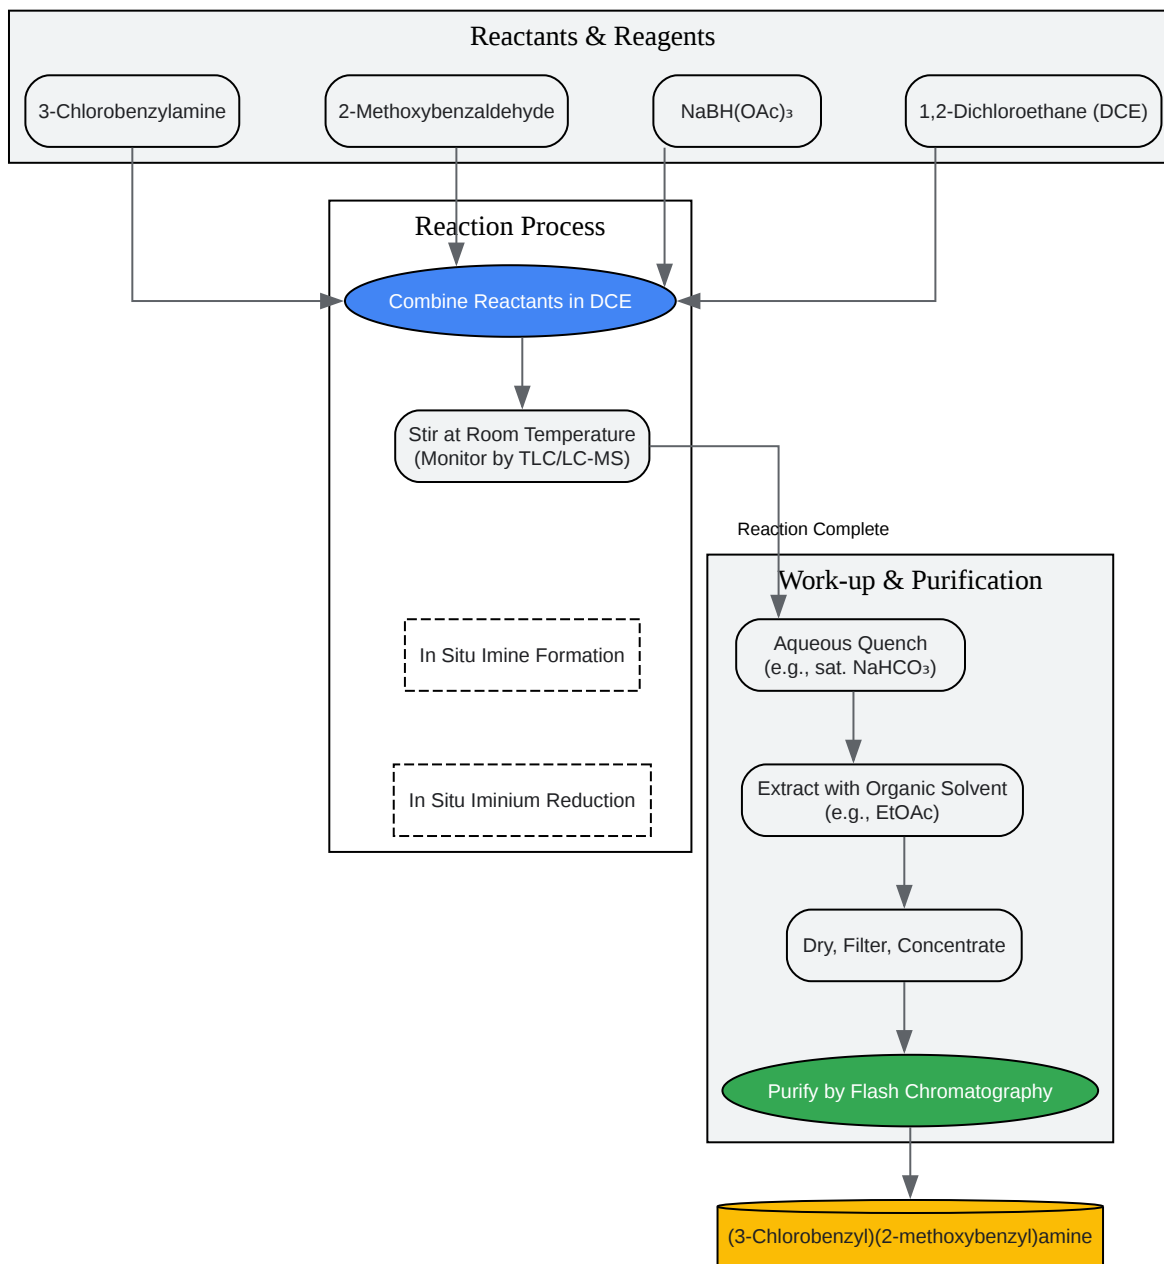 Reactants & Reagents
3-Chlorobenzylamine
2-Methoxybenzaldehyde
NaBH(OAc)₃
1,2-Dichloroethane (DCE)
Reaction Process
Combine Reactants in DCE
Stir at Room Temperature
(Monitor by TLC/LC-MS)
Reaction Complete
In Situ Imine Formation
In Situ Iminium Reduction
Work-up & Purification
Aqueous Quench
(e.g., sat. NaHCO₃)
Extract with Organic Solvent
(e.g., EtOAc)
Dry, Filter, Concentrate
Purify by Flash Chromatography
(3-Chlorobenzyl)(2-methoxybenzyl)amine